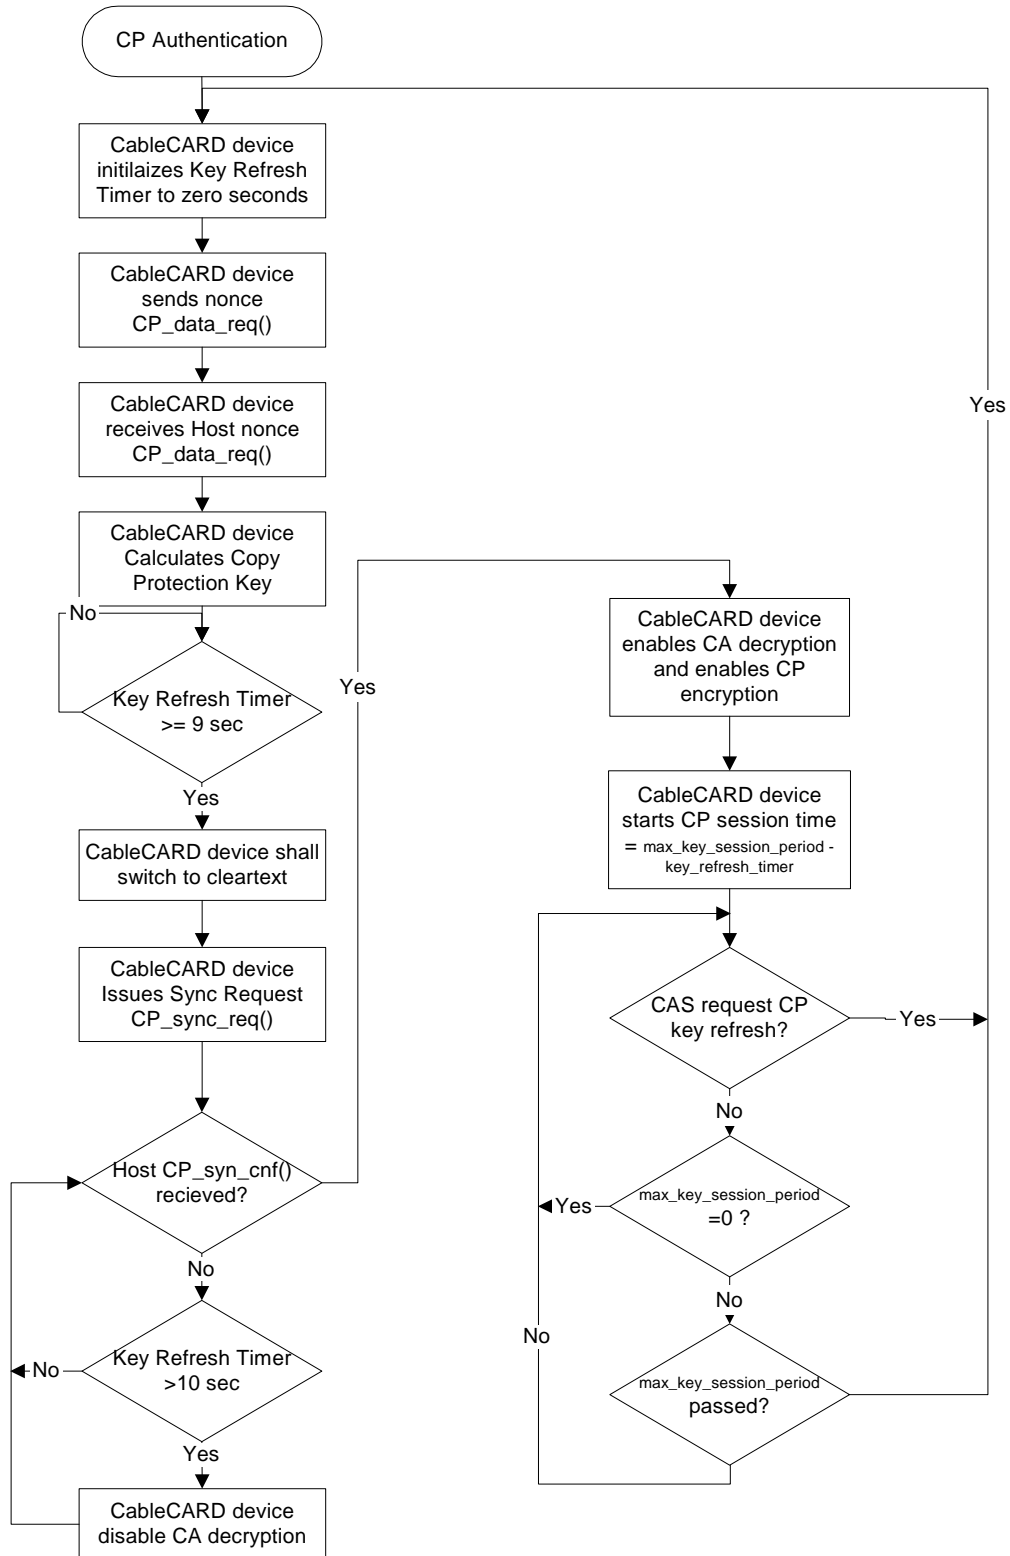 CP Authentication
CableCARD device
initilaizes Key Refresh
Timer to zero seconds
CableCARD device
sends nonce
CP_data_req()
CableCARD device
receives Host nonce
CP_data_req()
CableCARD device
Calculates Copy
Protection Key
No
Key Refresh Timer
>= 9 sec
Yes
CableCARD device shall
switch to cleartext
CableCARD device
Issues Sync Request
CP_sync_req()
Host CP_syn_cnf()
recieved?
No
Key Refresh Timer
>10 sec
No
Yes
CableCARD device
disable CA decryption
Yes
CableCARD device
enables CA decryption
and enables CP
encryption
CableCARD device
starts CP session time
= max_key_session_period -
key_refresh_timer
CAS request CP
key refresh?
Yes
No
max_key_session_period
=0 ?
Yes
No
max_key_session_period
passed?
No
Yes